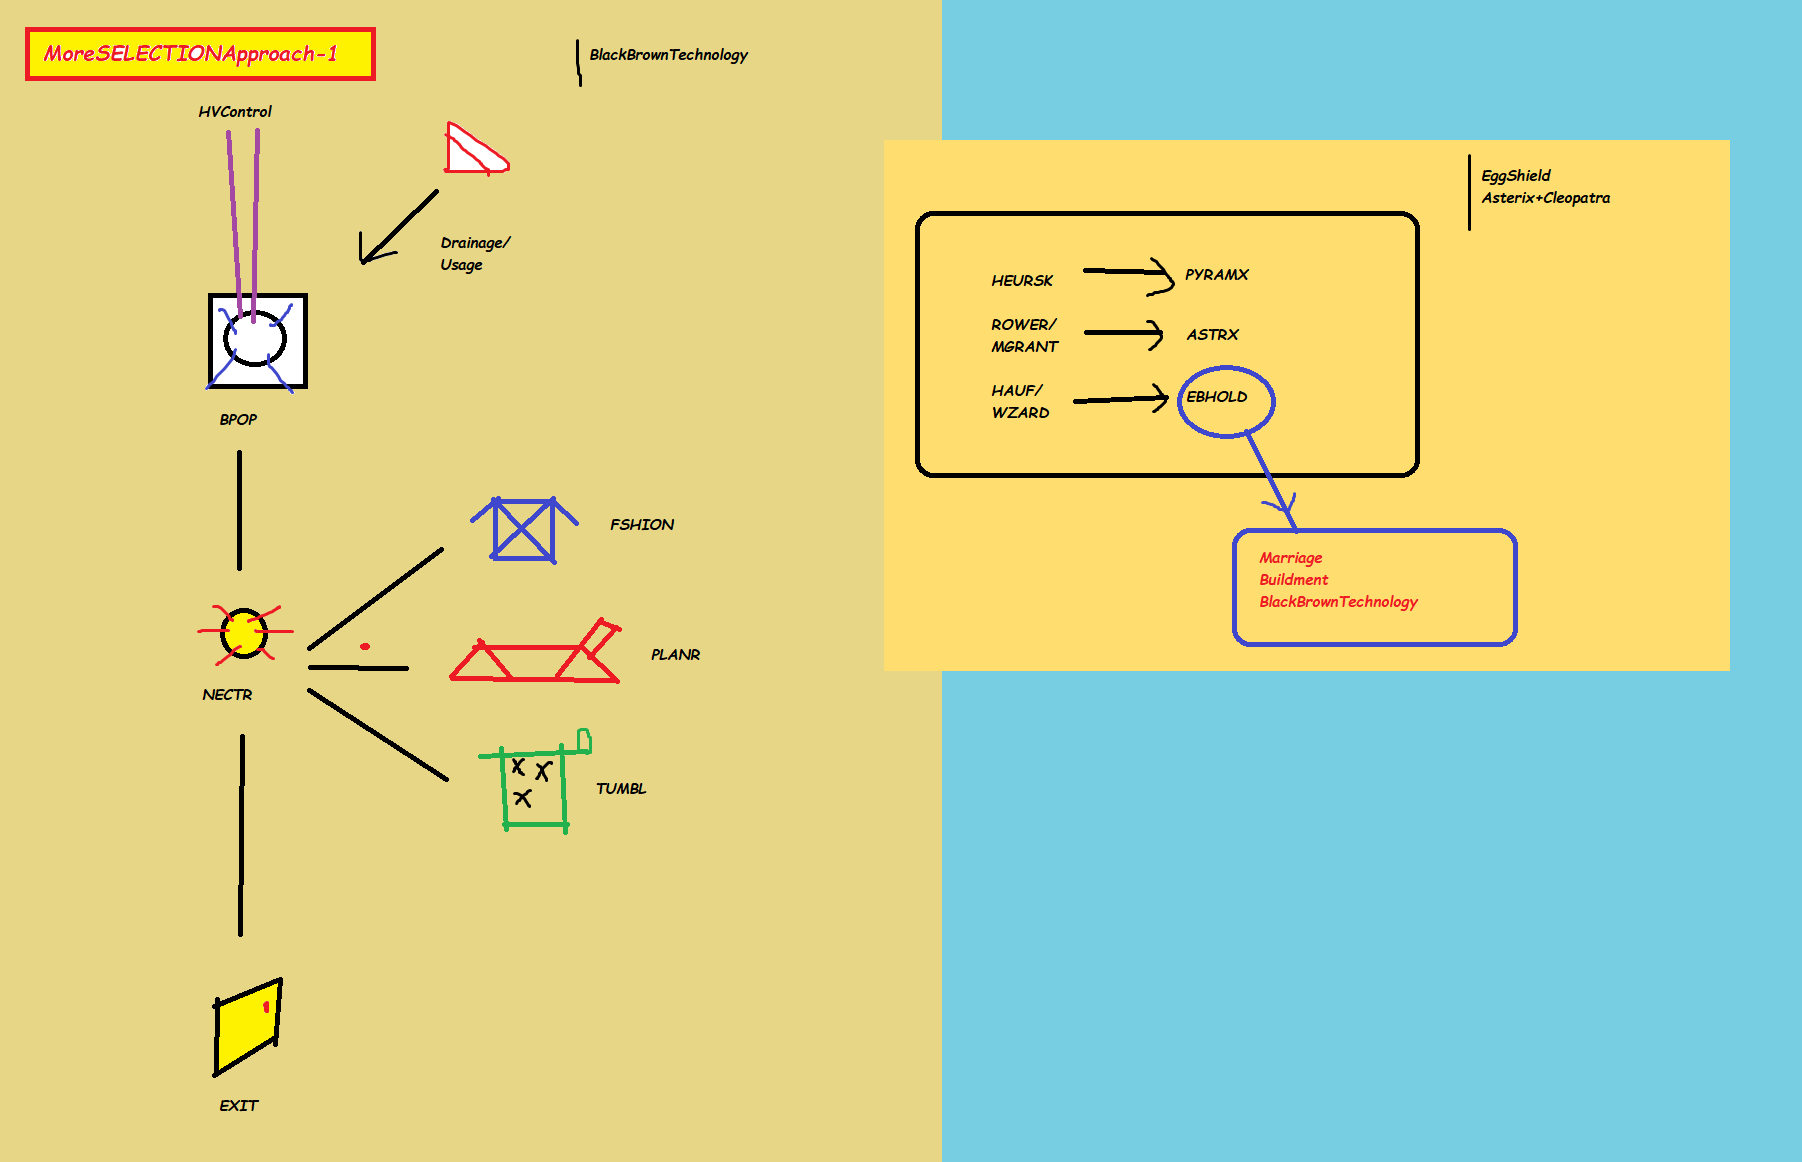 MoreSELECTIONApproach-1
BlackBrownTechnology
HVControl
Drainage/
Usage
BPOP
FSHION
PLANR
NECTR
TUMBL
EXIT
EggShield
Asterix+Cleopatra
HEURSK
PYRAMX
ROWER/
MGRANT
ASTRX
HAUF/
WZARD
EBHOLD
Marriage
Buildment
BlackBrownTechnology